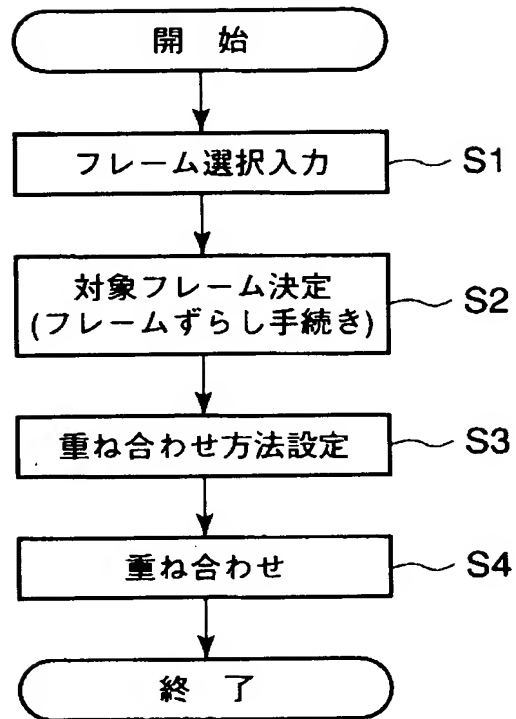 開 始
フレーム選択入力
S1
対象フレーム決定
(フレームずらし手続き)
S2
重ね合わせ方法設定
S3
重ね合わせ
S4
終 了